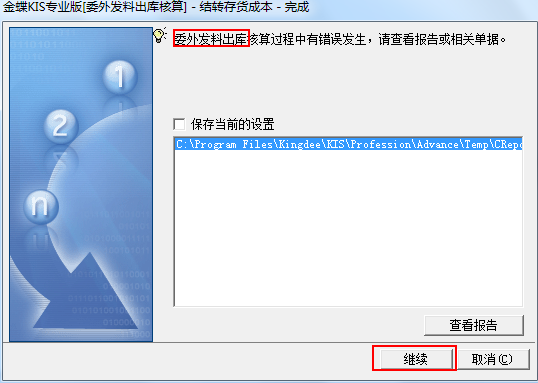 金蝶KIS专业版[委外发料出库核算] - 结转存货成本 - 完成
委外发料出库核算过程中有错误发生，请查看报告或相关单据。
1
2
n
保存当前的设置
C:\Program Files\Kingdee\KIS\Profession\Advance\Temp\CRepo
查看报告
继续
取消(C)